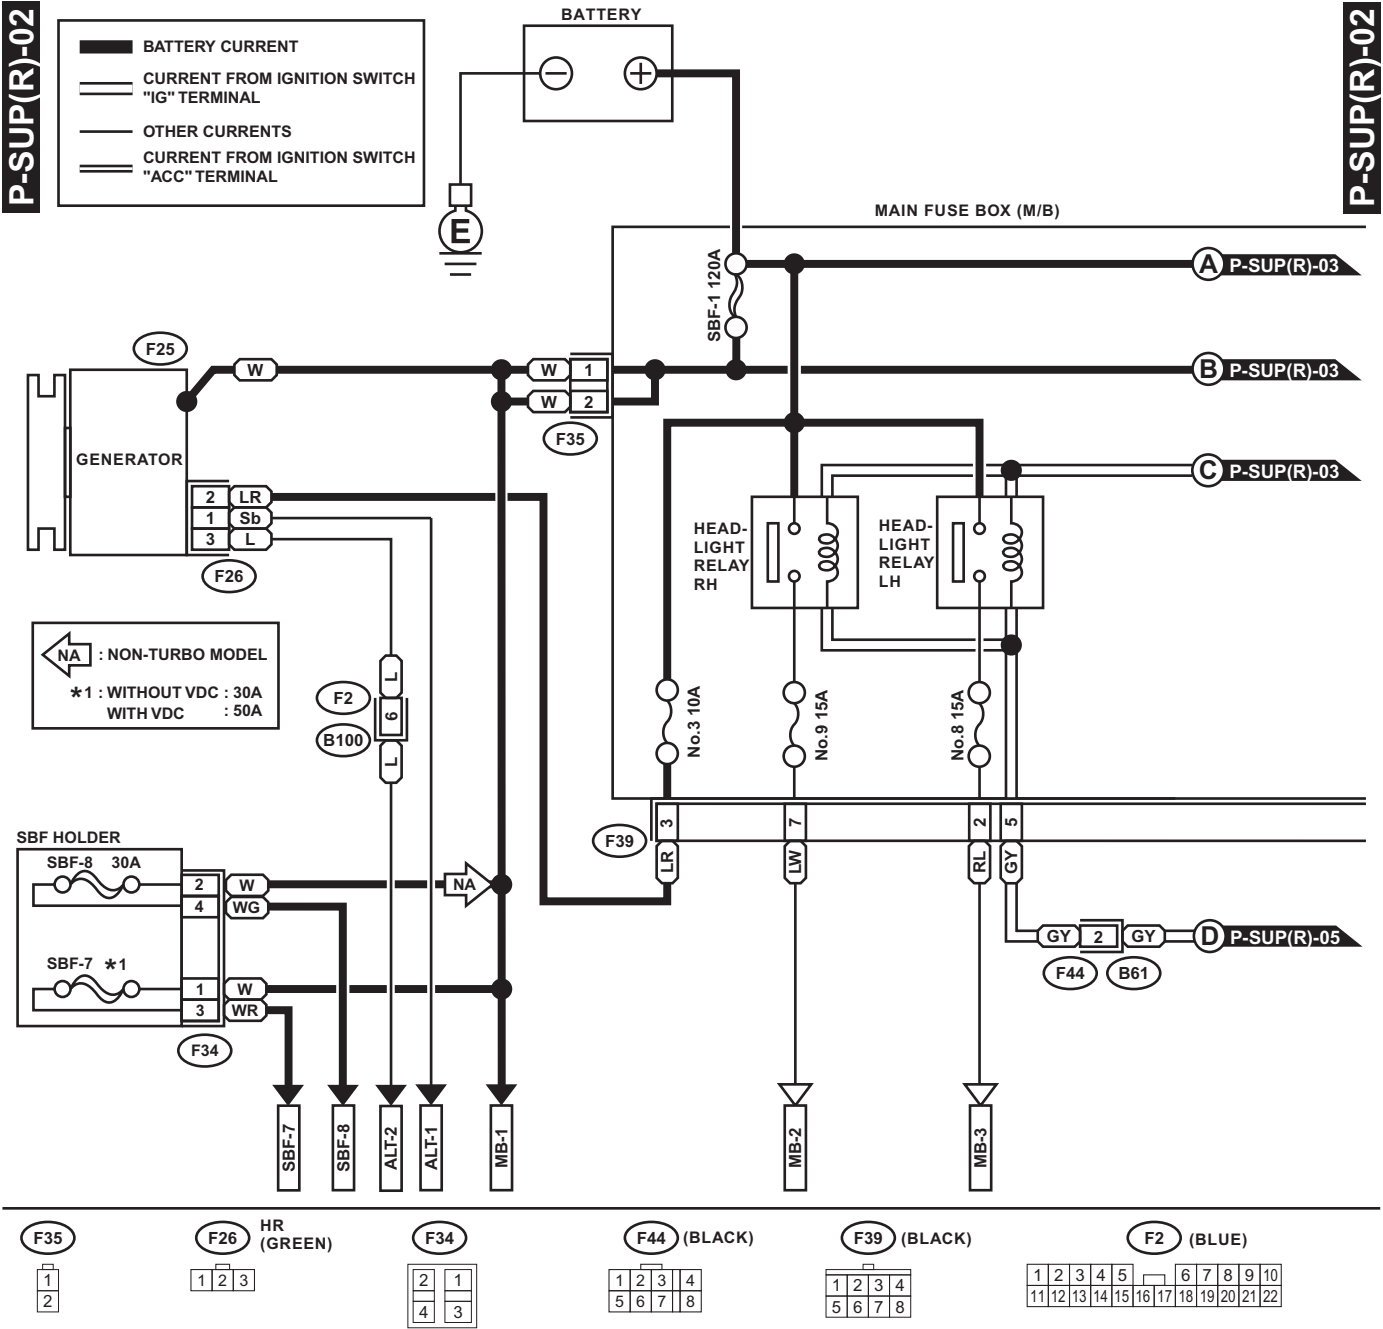 P-SUP(R)-02
P-SUP(R)-02
BATTERY CURRENT
CURRENT FROM IGNITION SWITCH
"IG" TERMINAL
OTHER CURRENTS
CURRENT FROM IGNITION SWITCH
"ACC" TERMINAL
BATTERY
− +
E
MAIN FUSE BOX (M/B)
SBF-1 120A
A P-SUP(R)-03
F25
W
W 1
B P-SUP(R)-03
W 2
F35
GENERATOR
C P-SUP(R)-03
2 LR
1 Sb
3 L
F26
HEAD-
LIGHT
RELAY
RH
HEAD-
LIGHT
RELAY
LH
NA : NON-TURBO MODEL
*1 : WITHOUT VDC : 30A
WITH VDC : 50A
L
F2
6
B100
L
No.3 10A
No.9 15A
No.8 15A
F39
3
7
2
5
LR
LW
RL
GY
SBF HOLDER
SBF-8 30A
2 W
NA
4 WG
GY 2 GY
D P-SUP(R)-05
F44 B61
SBF-7 *1
1 W
3 WR
F34
SBF-7
SBF-8
ALT-2
ALT-1
MB-1
MB-2
MB-3
F35
1
2
F26 HR
(GREEN)
1 2 3
F34
2 1
4 3
F44 (BLACK)
1 2 3 4
5 6 7 8
F39 (BLACK)
1 2 3 4
5 6 7 8
F2 (BLUE)
1 2 3 4 5 6 7 8 9 10
11 12 13 14 15 16 17 18 19 20 21 22